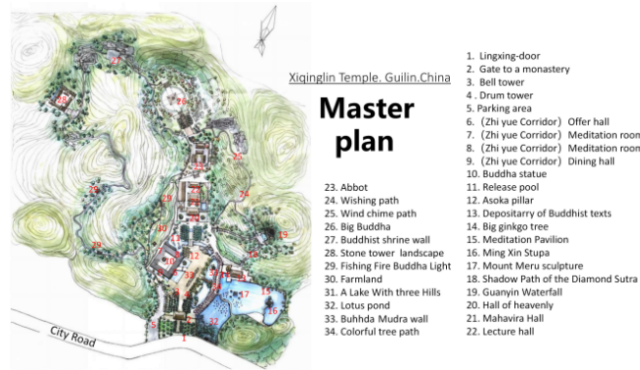 Xiqinglin Temple. Guilin.China
Master
plan
1. Lingxing-door
2. Gate to a monastery
3. Bell tower
4 . Drum tower
5. Parking area
6. (Zhi yue Corridor) Offer hall
7. (Zhi yue Corridor) Meditation room
8. (Zhi yue Corridor) Meditation room
9. (Zhi yue Corridor) Dining hall
10. Buddha statue
11. Release pool
12. Asoka pillar
13. Depositarry of Buddhist texts
14. Big ginkgo tree
15. Meditation Pavilion
16. Ming Xin Stupa
17. Mount Meru sculpture
18. Shadow Path of the Diamond Sutra
19. Guanyin Waterfall
20. Hall of heavenly
21. Mahavira Hall
22. Lecture hall
23. Abbot
24. Wishing path
25. Wind chime path
26. Big Buddha
27. Buddhist shrine wall
28. Stone tower landscape
29. Fishing Fire Buddha Light
30. Farmland
31. A Lake With three Hills
32. Lotus pond
33. Buhhda Mudra wall
34. Colorful tree path
City Road